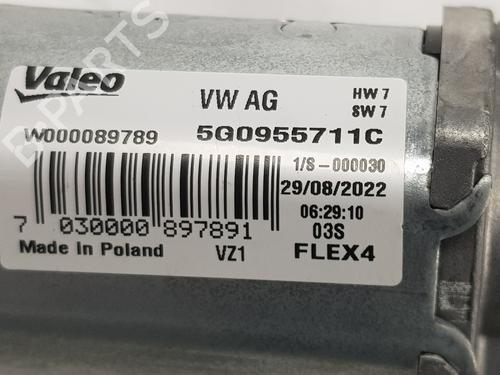 Valeo
VW AG
HW 7
SW 7
W000089789
5G0955711C
1/S-000030
29/08/2022
06:29:10
7 030000 897891
03S
Made In Poland
VZ1
FLEX4
B-PARTS